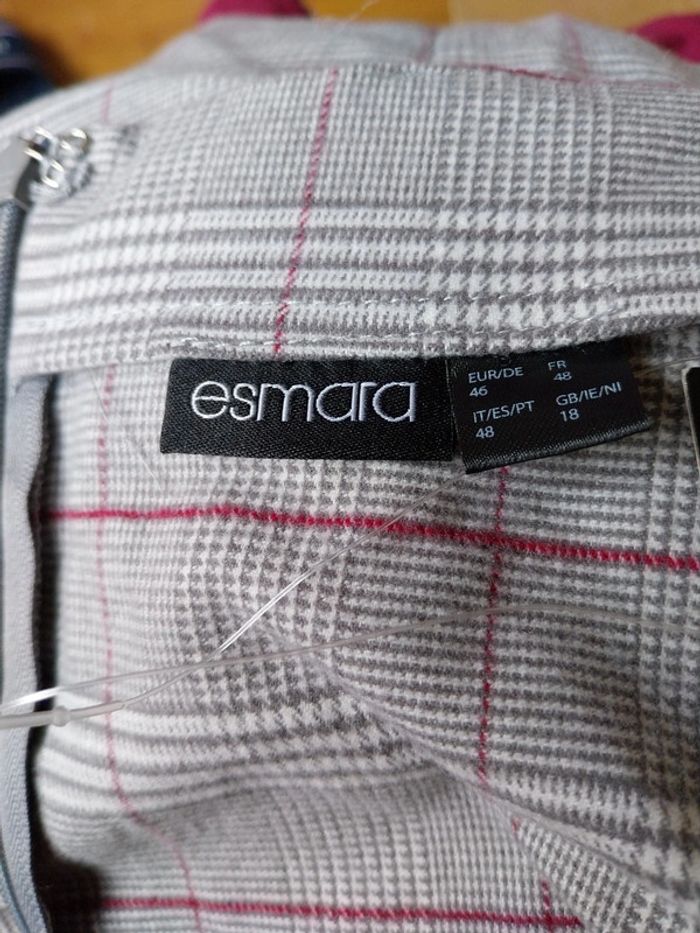 esmara
EUR/DE FR
46 48
IT/ES/PT GB/IE/NI
48 18